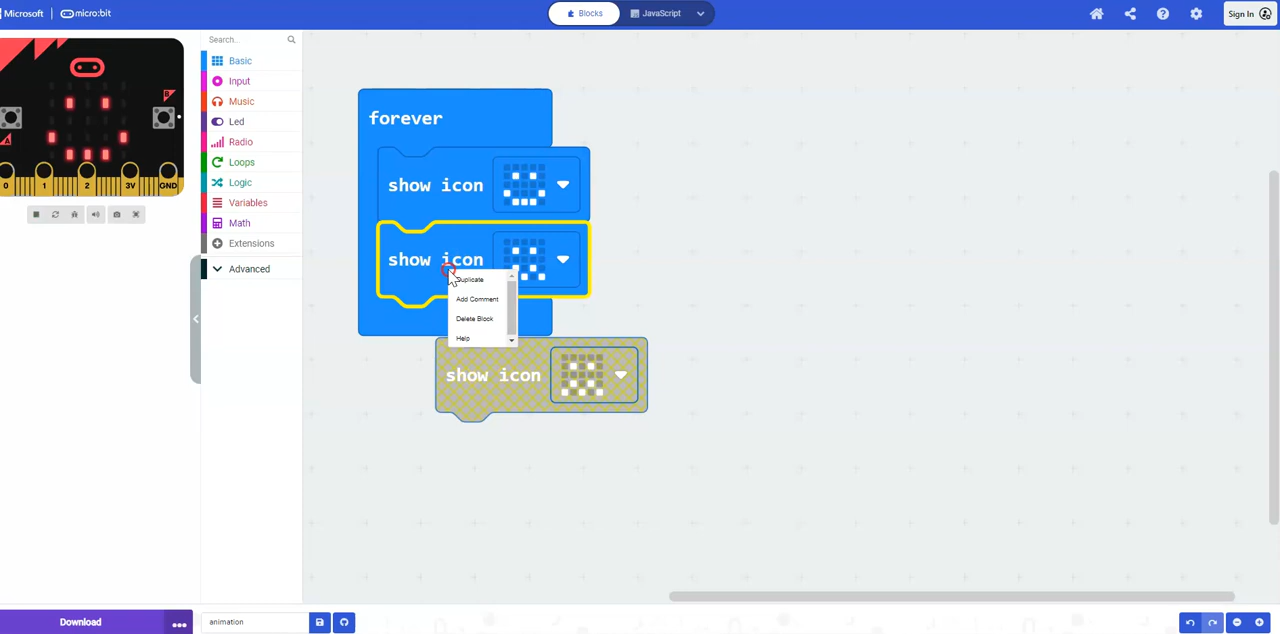 Microsoft
micro:bit
Blocks
JavaScript
Sign In
Search...
Basic
Input
Music
Led
Radio
Loops
Logic
Variables
Math
Extensions
Advanced
B
A
0
1
2
3V
GND
forever
show icon
show icon
Duplicate
Add Comment
Delete Block
Help
show icon
Download
animation